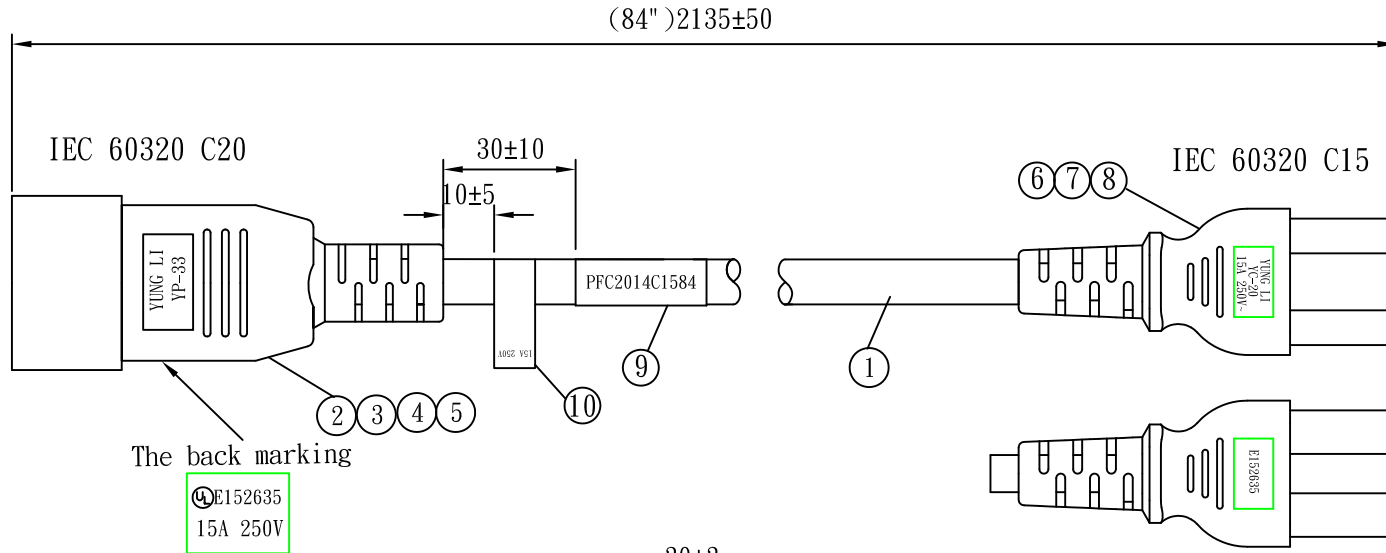 (84")2135±50
IEC 60320 C20
30±10
IEC 60320 C15
10±5
6 7 8
YUNG LI
YP-33
PFC2014C1584
YUNG LI
YC-20
15A 250V~
15A 250V
9
1
2 3 4 5
10
The back marking
UL E152635
15A 250V
E152635